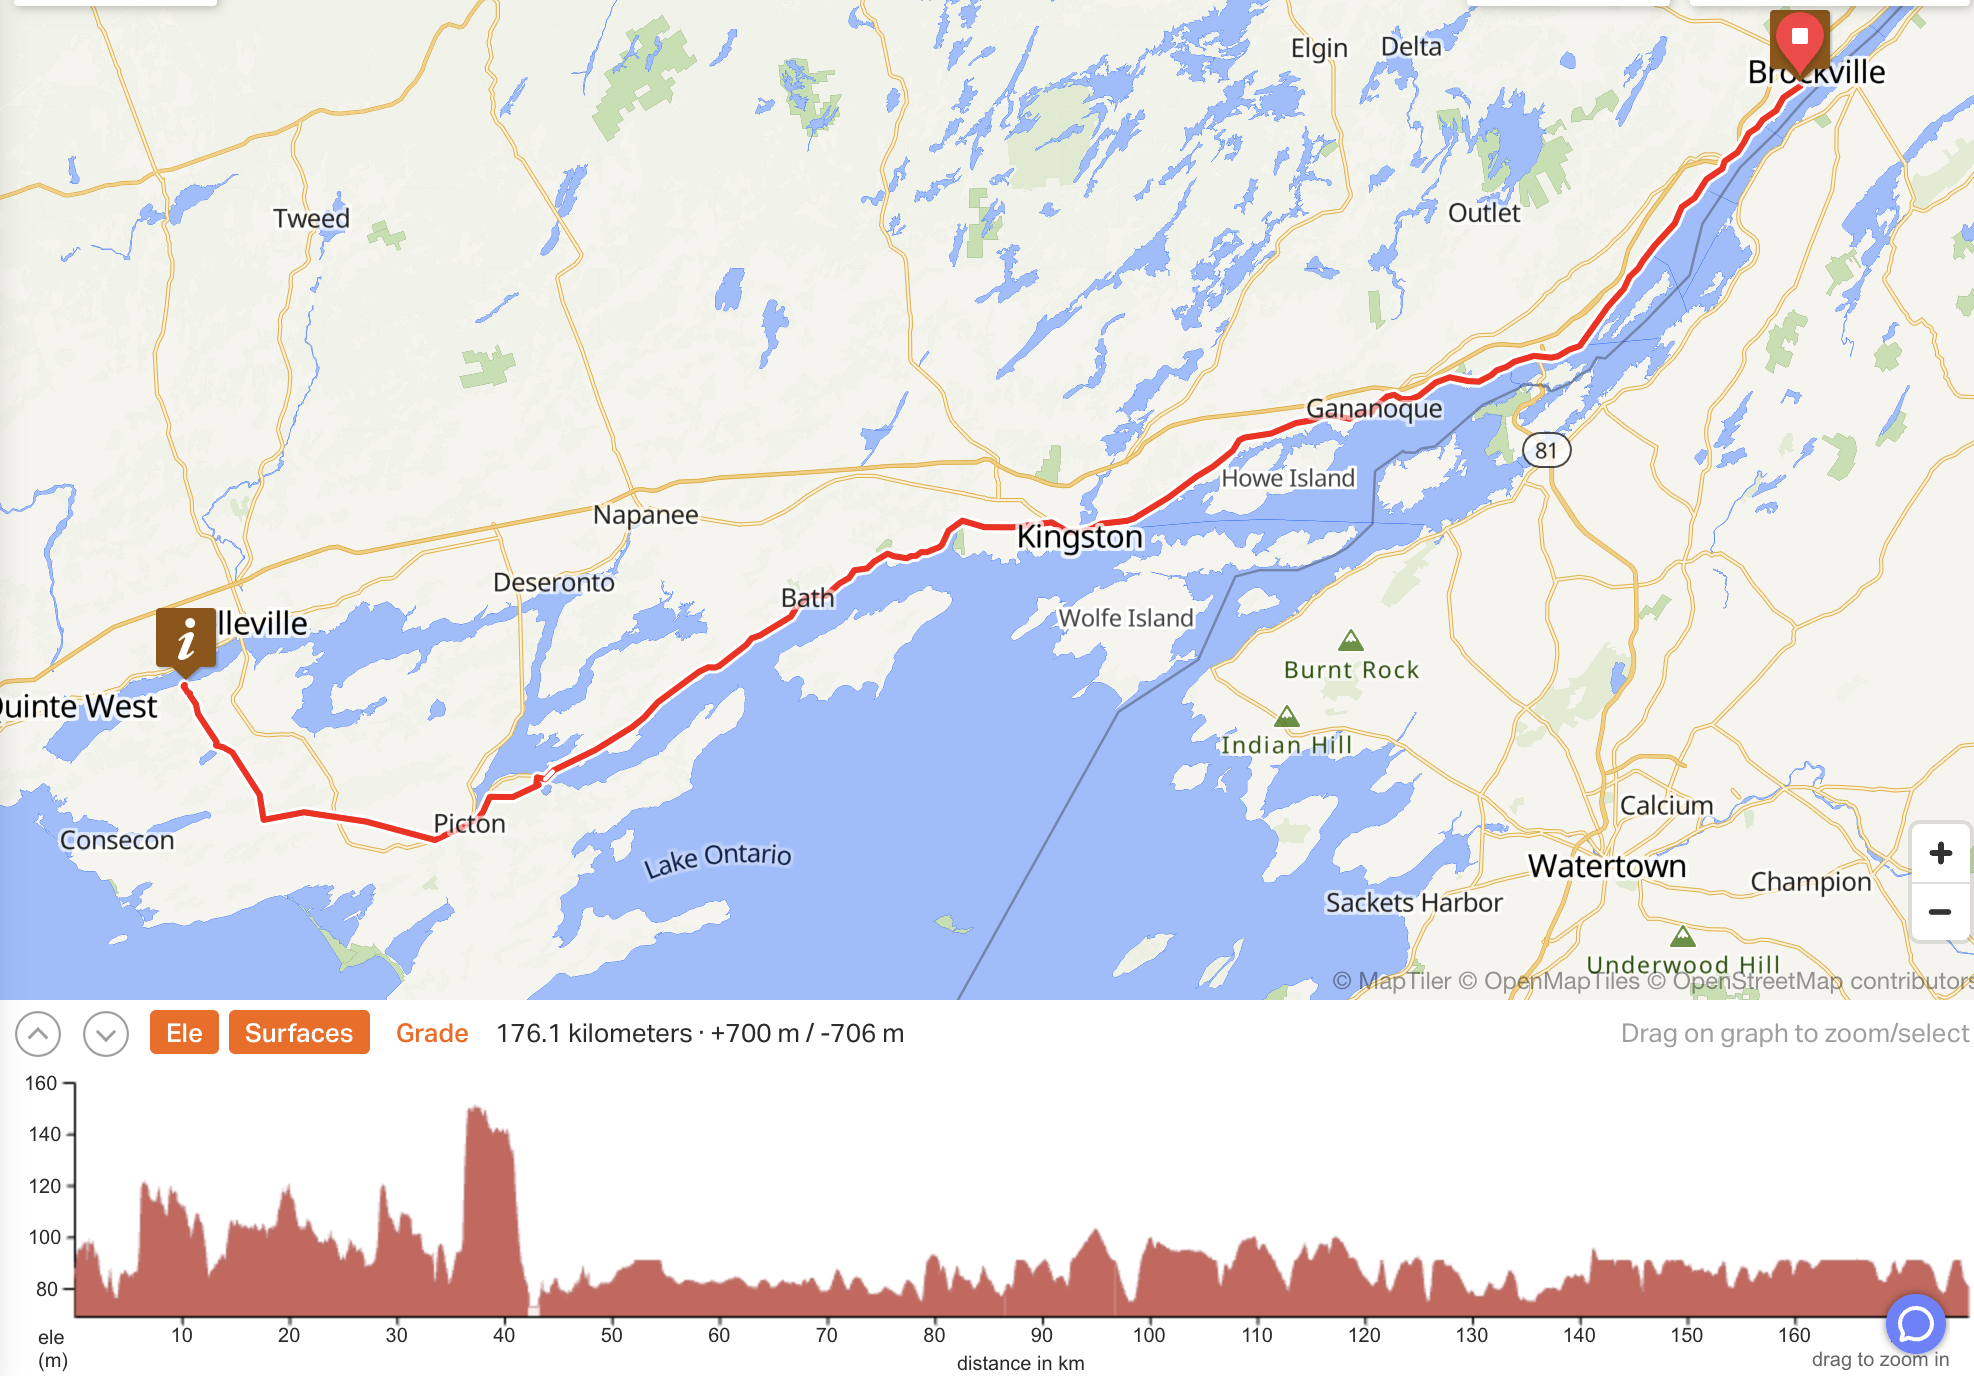 Elgin
Delta
Brockville
Tweed
Outlet
Gananoque
81
Howe Island
Napanee
Kingston
Deseronto
Bath
Wolfe Island
i
lleville
Burnt Rock
uinte West
Indian Hill
Calcium
Picton
Consecon
Lake Ontario
Watertown
Champion
Sackets Harbor
Underwood Hill
+
−
© MapTiler © OpenMapTiles © OpenStreetMap contributors
Ele Surfaces Grade 176.1 kilometers · +700 m / -706 m
Drag on graph to zoom/select
160
140
120
100
80
ele
(m)
10 20 30 40 50 60 70 80 90 100 110 120 130 140 150 160
distance in km
drag to zoom in